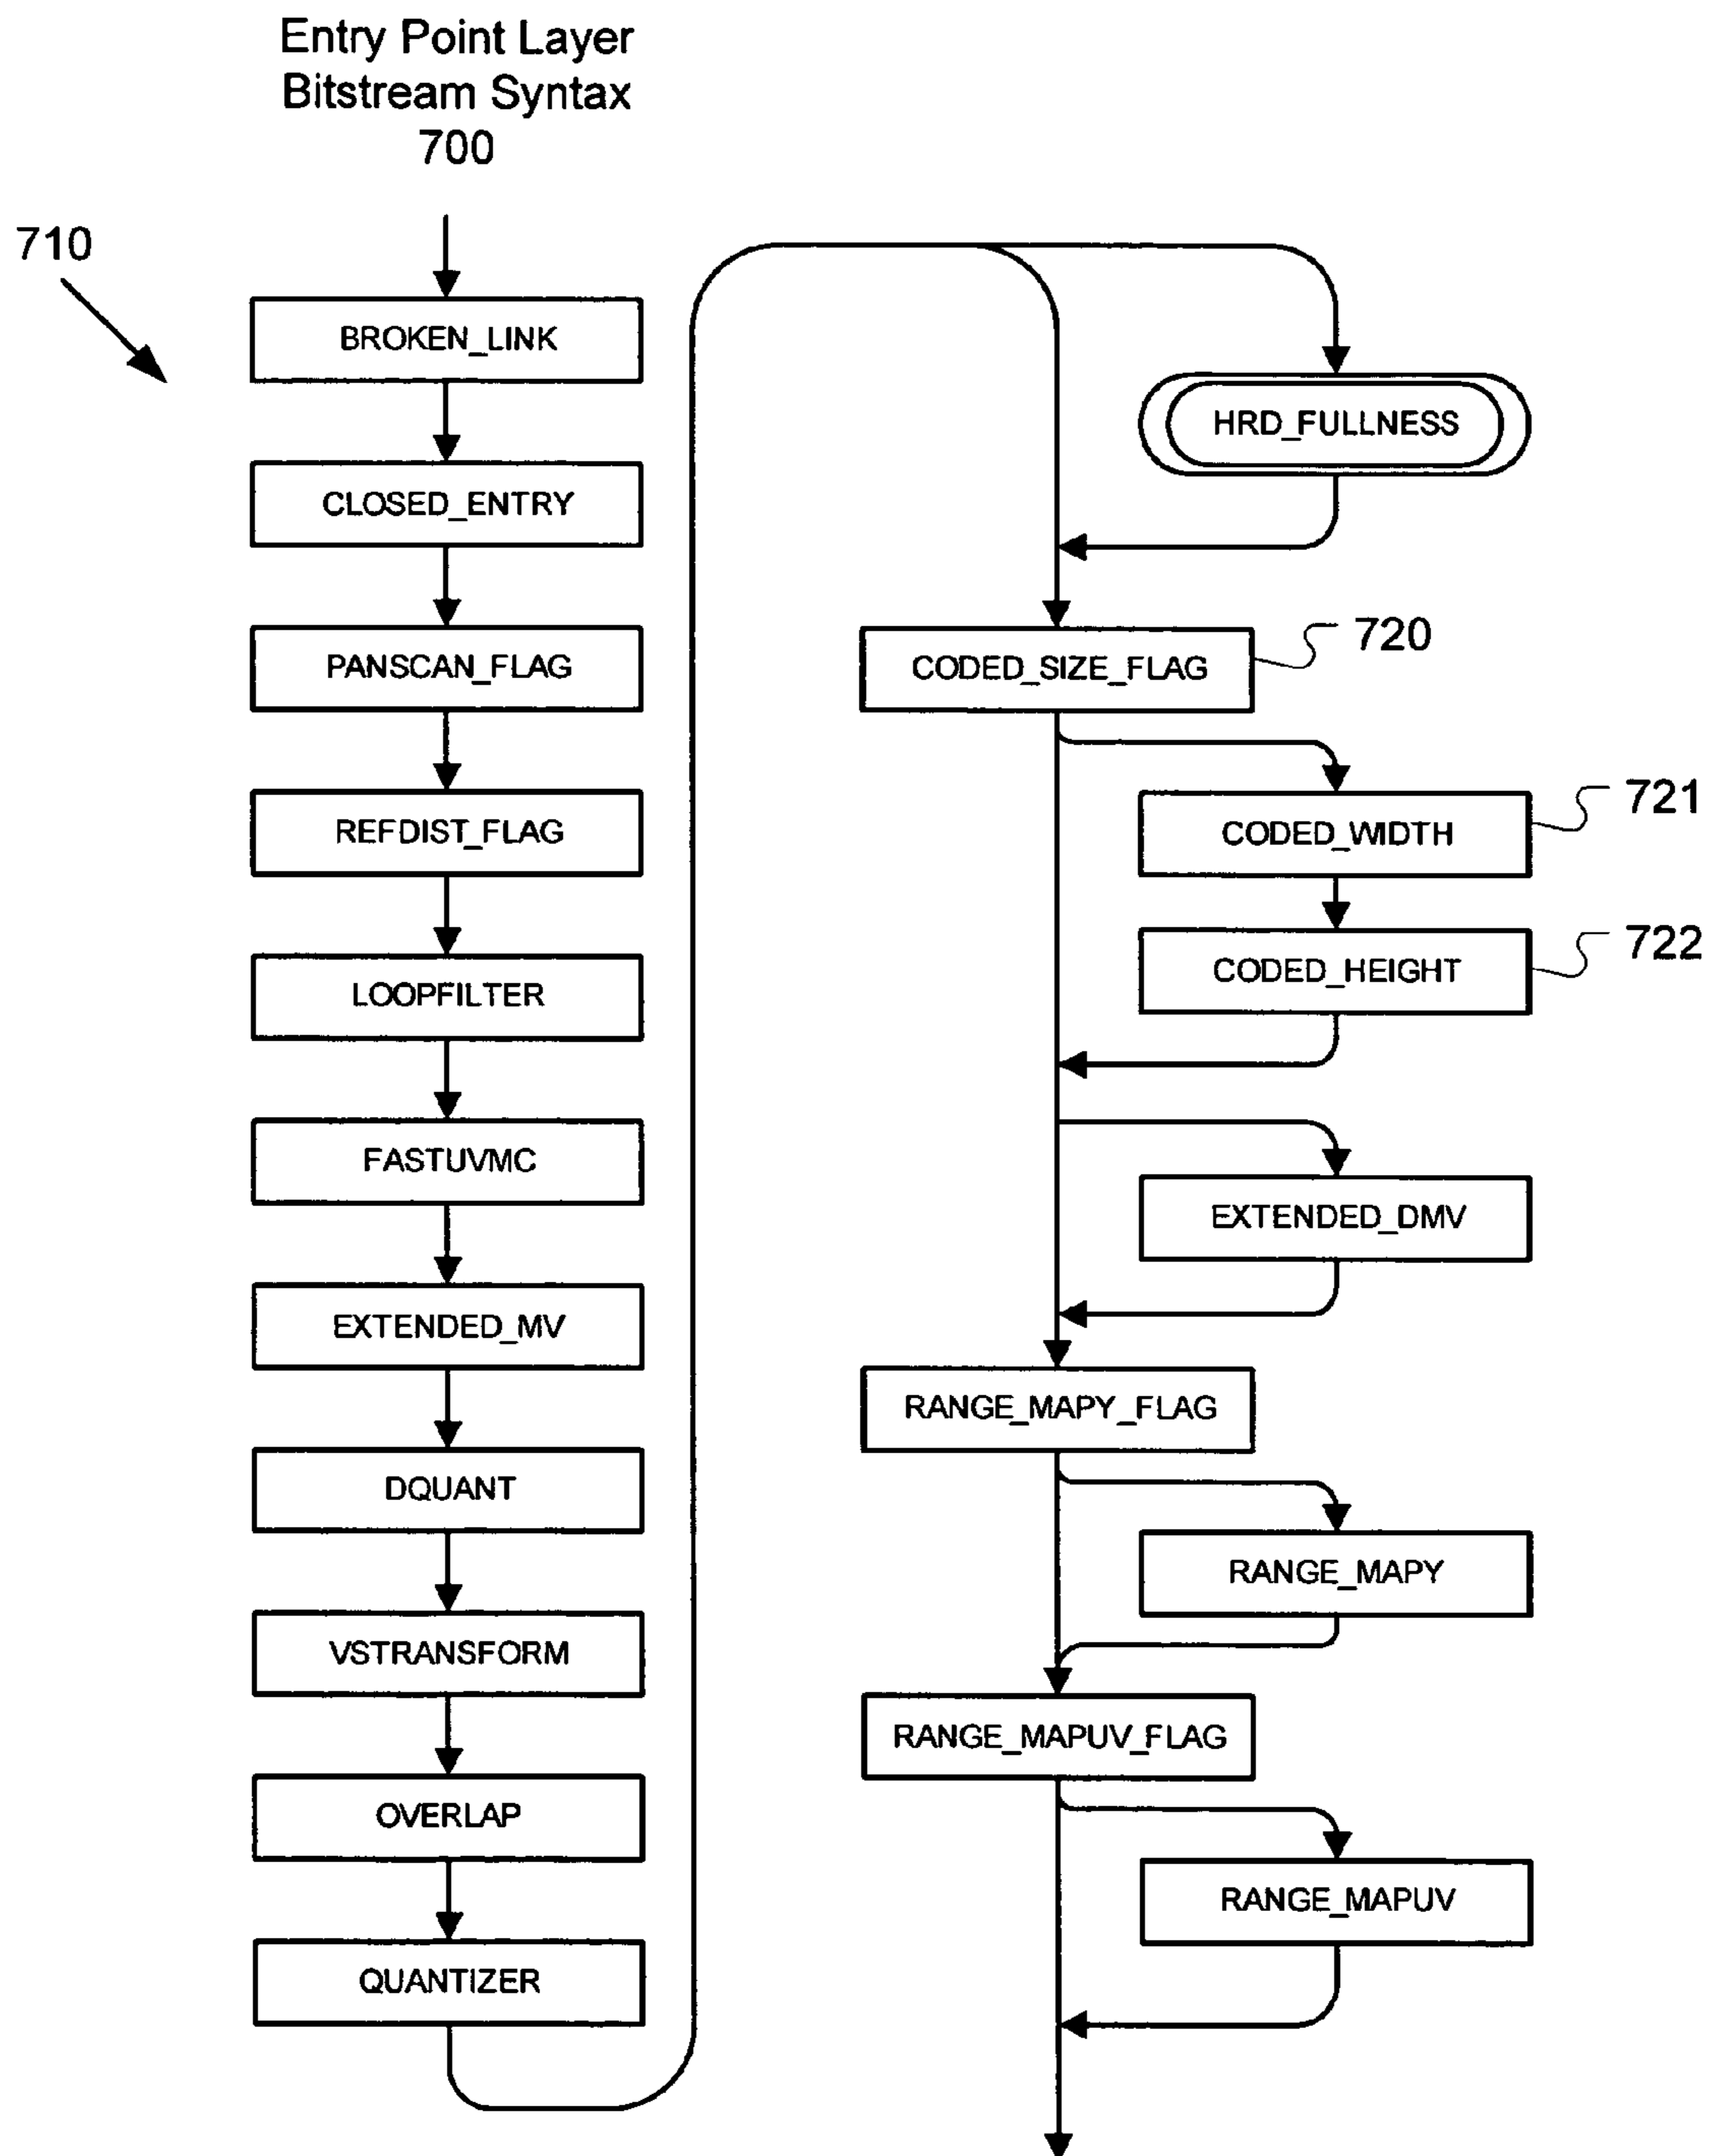 Entry Point Layer
Bitstream Syntax
700
710
BROKEN_LINK
CLOSED_ENTRY
PANSCAN_FLAG
REFDIST_FLAG
LOOPFILTER
FASTUVMC
EXTENDED_MV
DQUANT
VSTRANSFORM
OVERLAP
QUANTIZER
HRD_FULLNESS
CODED_SIZE_FLAG
720
CODED_WIDTH
721
CODED_HEIGHT
722
EXTENDED_DMV
RANGE_MAPY_FLAG
RANGE_MAPY
RANGE_MAPUV_FLAG
RANGE_MAPUV